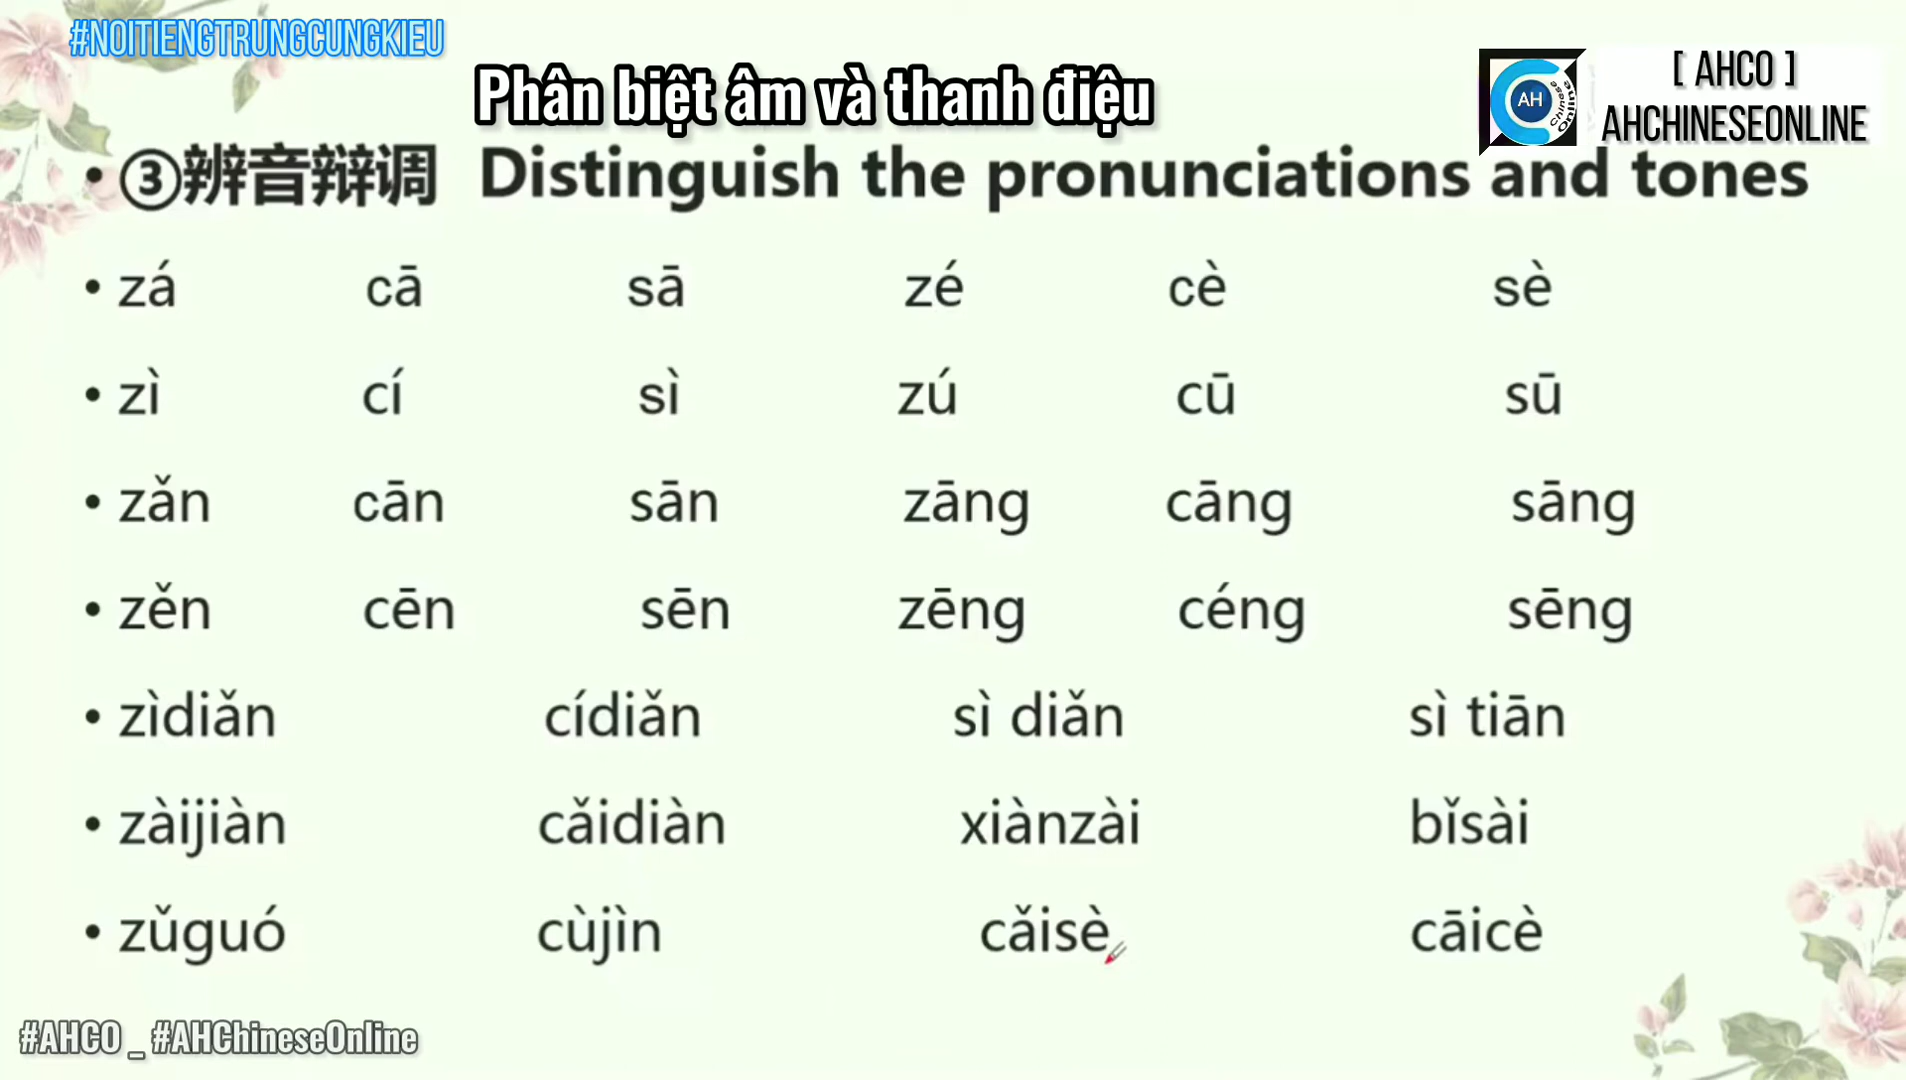 #NOITIENGTRUNGCUNGKIEU
Phân biệt âm và thanh điệu
[ AHCO ]
AHCHINESEONLINE
AH Chinese Online
• ③辨音辩调 Distinguish the pronunciations and tones
• zá cā sā zé cè sè
• zì cí sì zú cū sū
• zǎn cān sān zāng cāng sāng
• zěn cēn sēn zēng céng sēng
• zìdiǎn cídiǎn sì diǎn sì tiān
• zàijiàn cǎidiàn xiànzài bǐsài
• zǔguó cùjìn cǎisè cāicè
#AHCO _ #AHChineseOnline